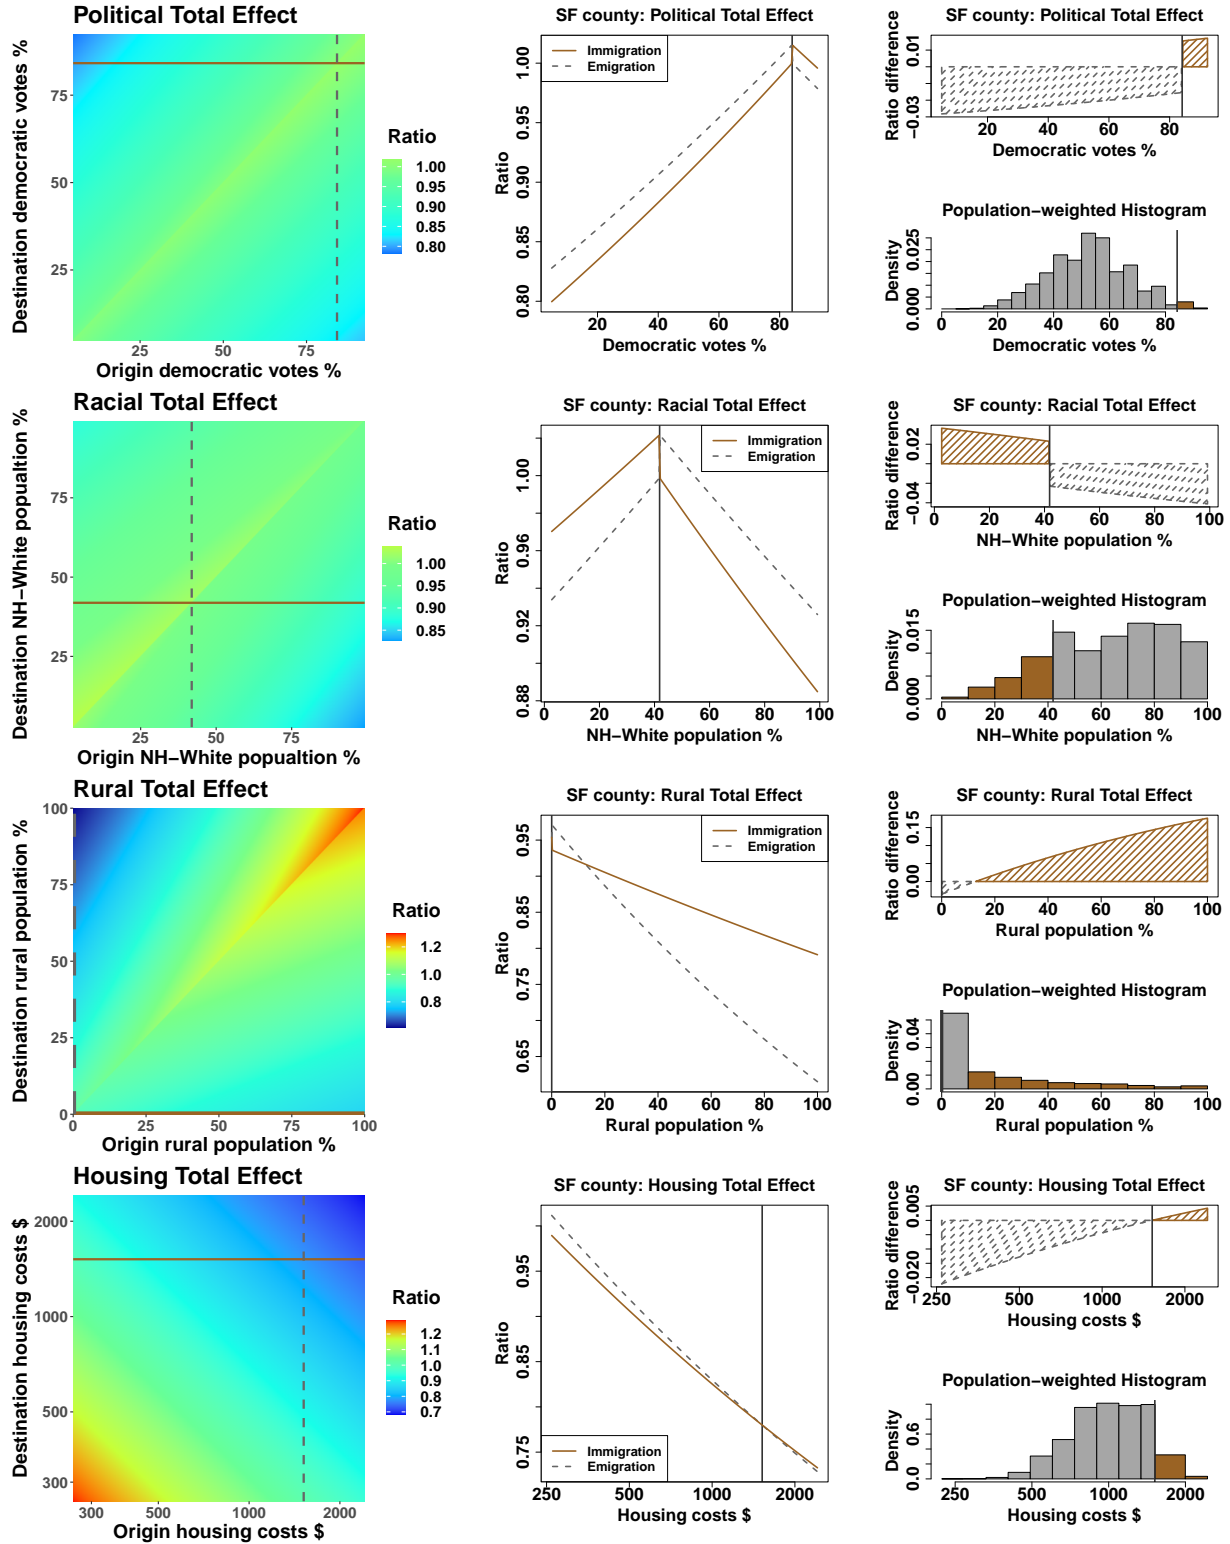 Political Total Effect
Destination democratic votes %
75
50
25
25
50
75
Origin democratic votes %
Ratio
1.00
0.95
0.90
0.85
0.80
SF county: Political Total Effect
Immigration
Emigration
Ratio
1.00
0.95
0.90
0.85
0.80
20
40
60
80
Democratic votes %
SF county: Political Total Effect
Ratio difference
0.01
−0.03
20
40
60
80
Democratic votes %
Population−weighted Histogram
Density
0.025
0.000
0
20
40
60
80
Democratic votes %
Racial Total Effect
Destination NH−White popualtion %
75
50
25
25
50
75
Origin NH−White popualtion %
Ratio
1.00
0.95
0.90
0.85
SF county: Racial Total Effect
Immigration
Emigration
Ratio
1.00
0.96
0.92
0.88
0
20
40
60
80
100
NH−White population %
SF county: Racial Total Effect
Ratio difference
0.02
−0.04
0
20
40
60
80
100
NH−White population %
Population−weighted Histogram
Density
0.015
0.000
0
20
40
60
80
100
NH−White population %
Rural Total Effect
Destination rural population %
100
75
50
25
0
0
25
50
75
100
Origin rural population %
Ratio
1.2
1.0
0.8
SF county: Rural Total Effect
Immigration
Emigration
Ratio
0.95
0.85
0.75
0.65
0
20
40
60
80
100
Rural population %
SF county: Rural Total Effect
Ratio difference
0.15
0.00
0
20
40
60
80
100
Rural population %
Population−weighted Histogram
Density
0.04
0.00
0
20
40
60
80
100
Rural population %
Housing Total Effect
Destination housing costs $
2000
1000
500
300
300
500
1000
2000
Origin housing costs $
Ratio
1.2
1.1
1.0
0.9
0.8
0.7
SF county: Housing Total Effect
Immigration
Emigration
Ratio
0.95
0.85
0.75
250
500
1000
2000
Housing costs $
SF county: Housing Total Effect
Ratio difference
0.005
−0.020
250
500
1000
2000
Housing costs $
Population−weighted Histogram
Density
0.6
0.0
250
500
1000
2000
Housing costs $